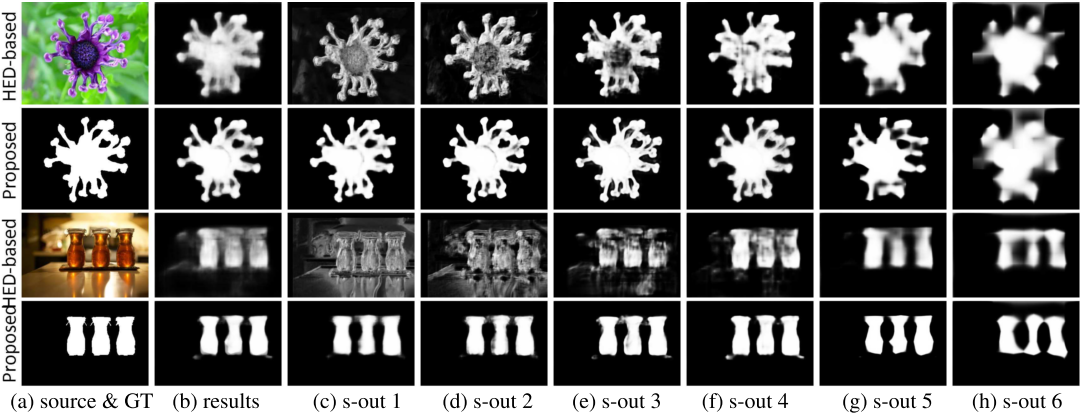 HED-based
Proposed
HED-based
Proposed
(a) source & GT (b) results (c) s-out 1 (d) s-out 2 (e) s-out 3 (f) s-out 4 (g) s-out 5 (h) s-out 6